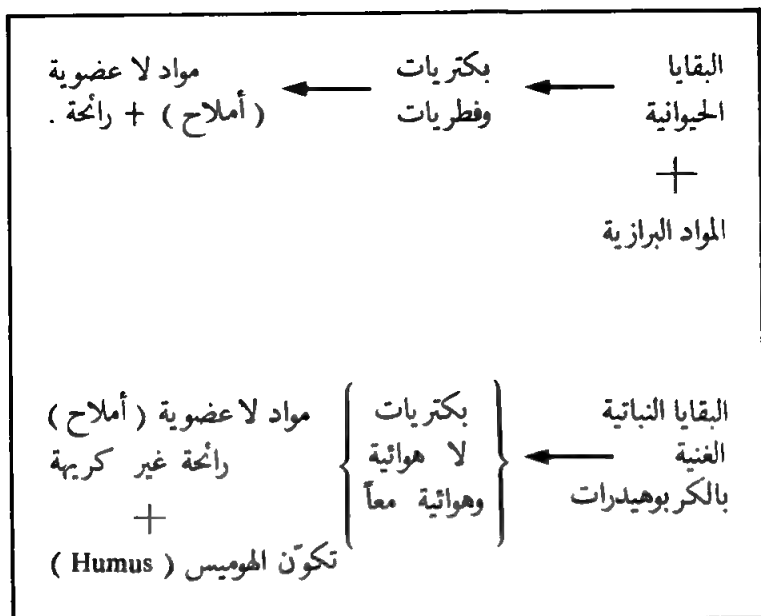 البقايا
الحيوانية
+
المواد البرازية
بكتريات
وفطريات
مواد لا عضوية
( أملاح ) + رائحة .
البقايا النباتية
الغنية
بالكربوهيدرات
بكتريات
لا هوائية
وهوائية معاً
مواد لا عضوية ( أملاح )
رائحة غير كريهة
+
تكوّن الهوميس ( Humus )